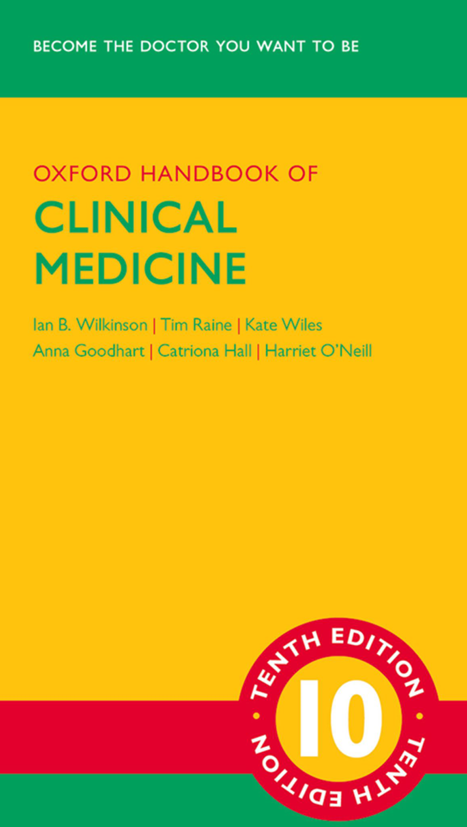 BECOME THE DOCTOR YOU WANT TO BE
OXFORD HANDBOOK OF
CLINICAL
MEDICINE
Ian B. Wilkinson | Tim Raine | Kate Wiles
Anna Goodhart | Catriona Hall | Harriet O'Neill
TENTH EDITION
10
TENTH EDITION